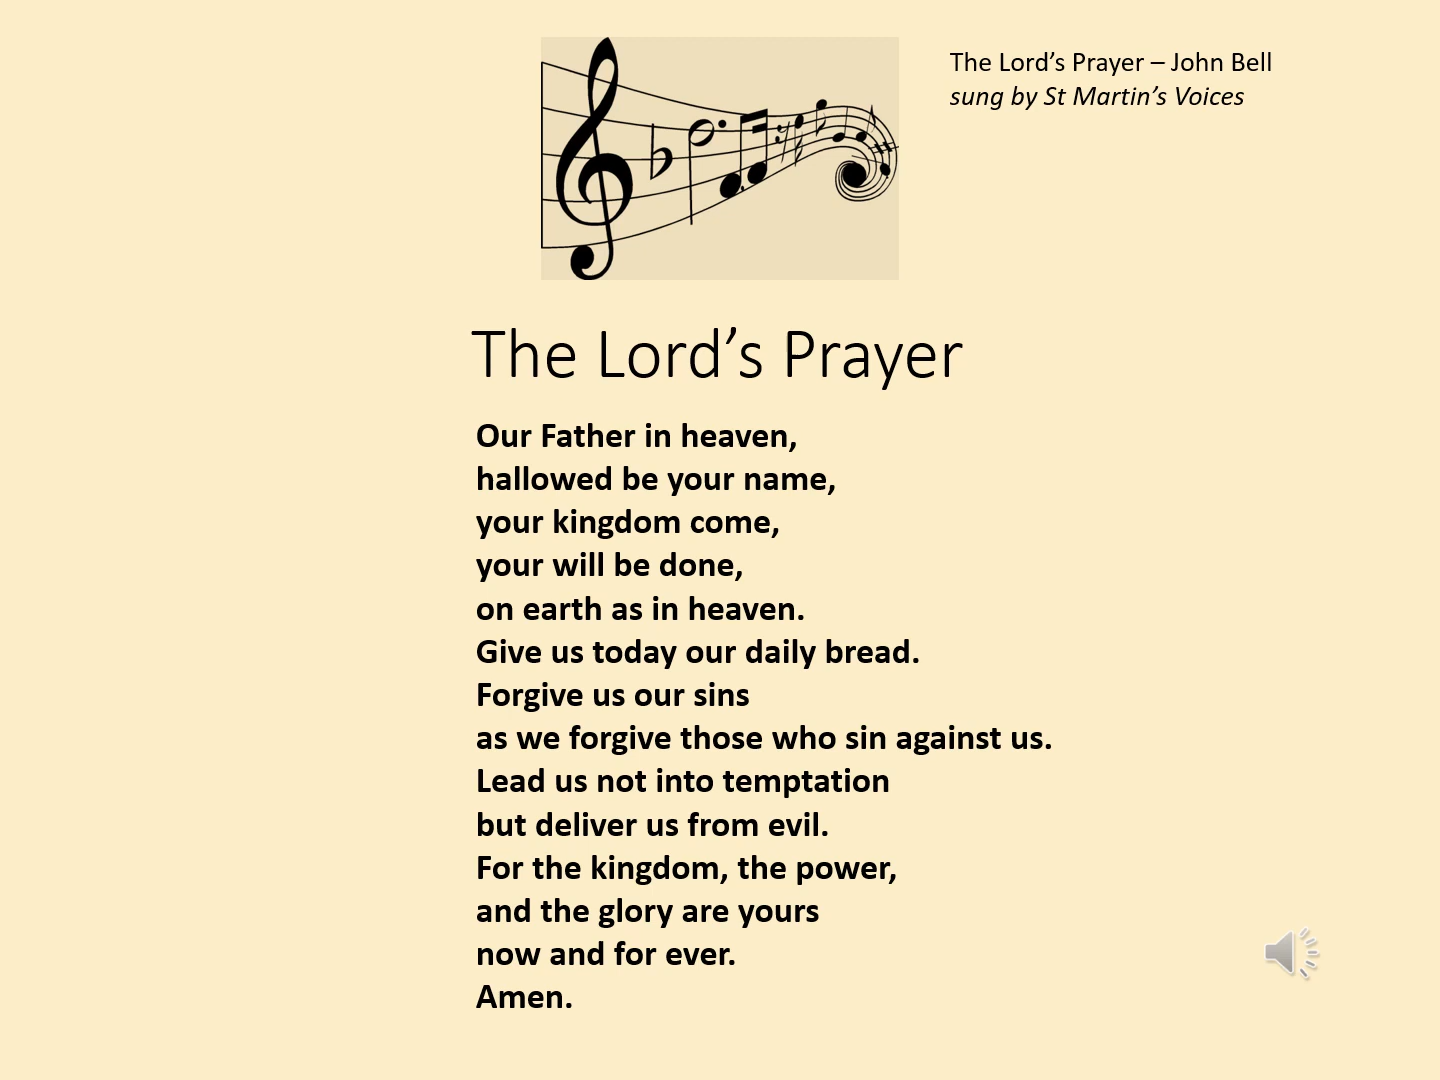 The Lord’s Prayer – John Bell
sung by St Martin’s Voices
The Lord’s Prayer
Our Father in heaven,
hallowed be your name,
your kingdom come,
your will be done,
on earth as in heaven.
Give us today our daily bread.
Forgive us our sins
as we forgive those who sin against us.
Lead us not into temptation
but deliver us from evil.
For the kingdom, the power,
and the glory are yours
now and for ever.
Amen.